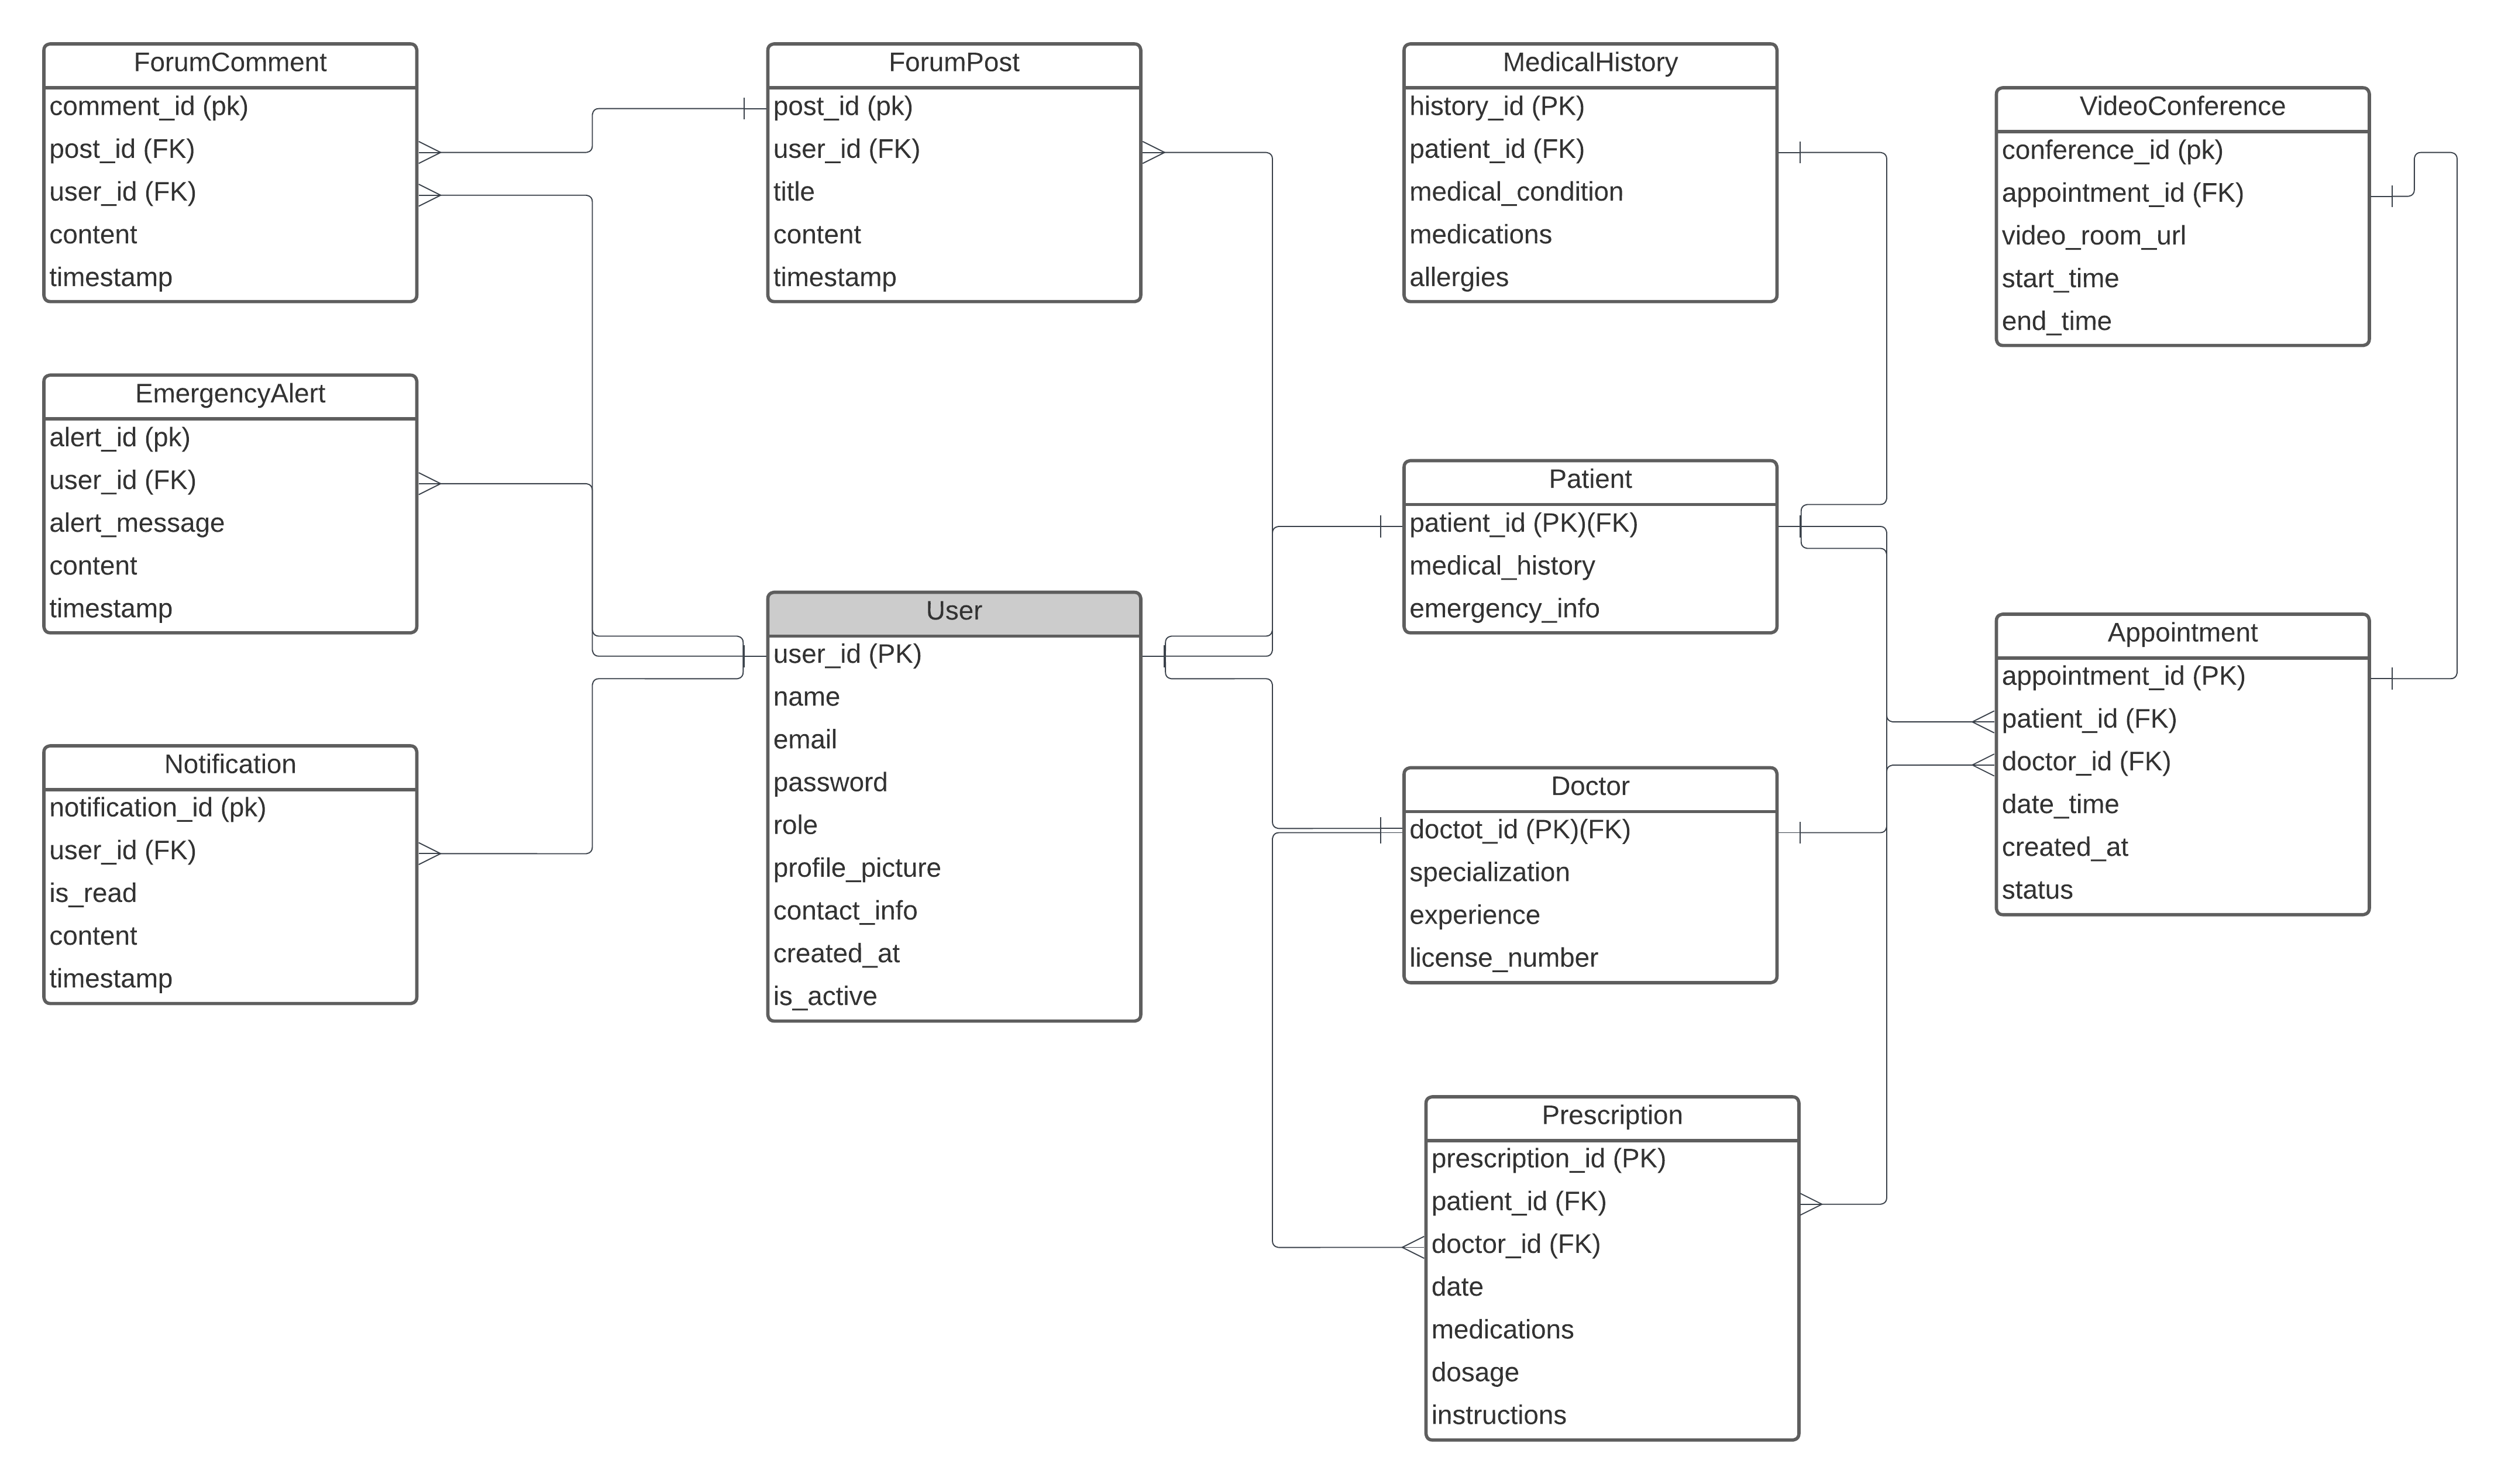 ForumComment
comment_id (pk)
post_id (FK)
user_id (FK)
content
timestamp
ForumPost
post_id (pk)
user_id (FK)
title
content
timestamp
MedicalHistory
history_id (PK)
patient_id (FK)
medical_condition
medications
allergies
VideoConference
conference_id (pk)
appointment_id (FK)
video_room_url
start_time
end_time
EmergencyAlert
alert_id (pk)
user_id (FK)
alert_message
content
timestamp
Patient
patient_id (PK)(FK)
medical_history
emergency_info
User
user_id (PK)
name
email
password
role
profile_picture
contact_info
created_at
is_active
Appointment
appointment_id (PK)
patient_id (FK)
doctor_id (FK)
date_time
created_at
status
Notification
notification_id (pk)
user_id (FK)
is_read
content
timestamp
Doctor
doctot_id (PK)(FK)
specialization
experience
license_number
Prescription
prescription_id (PK)
patient_id (FK)
doctor_id (FK)
date
medications
dosage
instructions